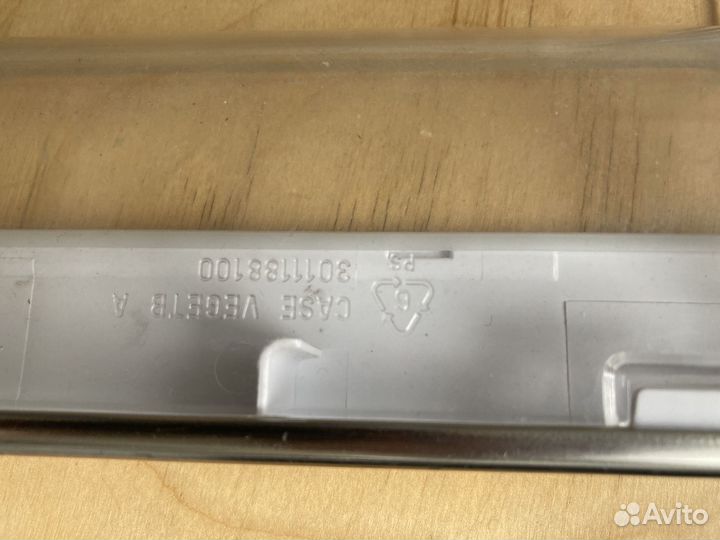 6
PS
CASE VEGETB A
3011188100
Avito